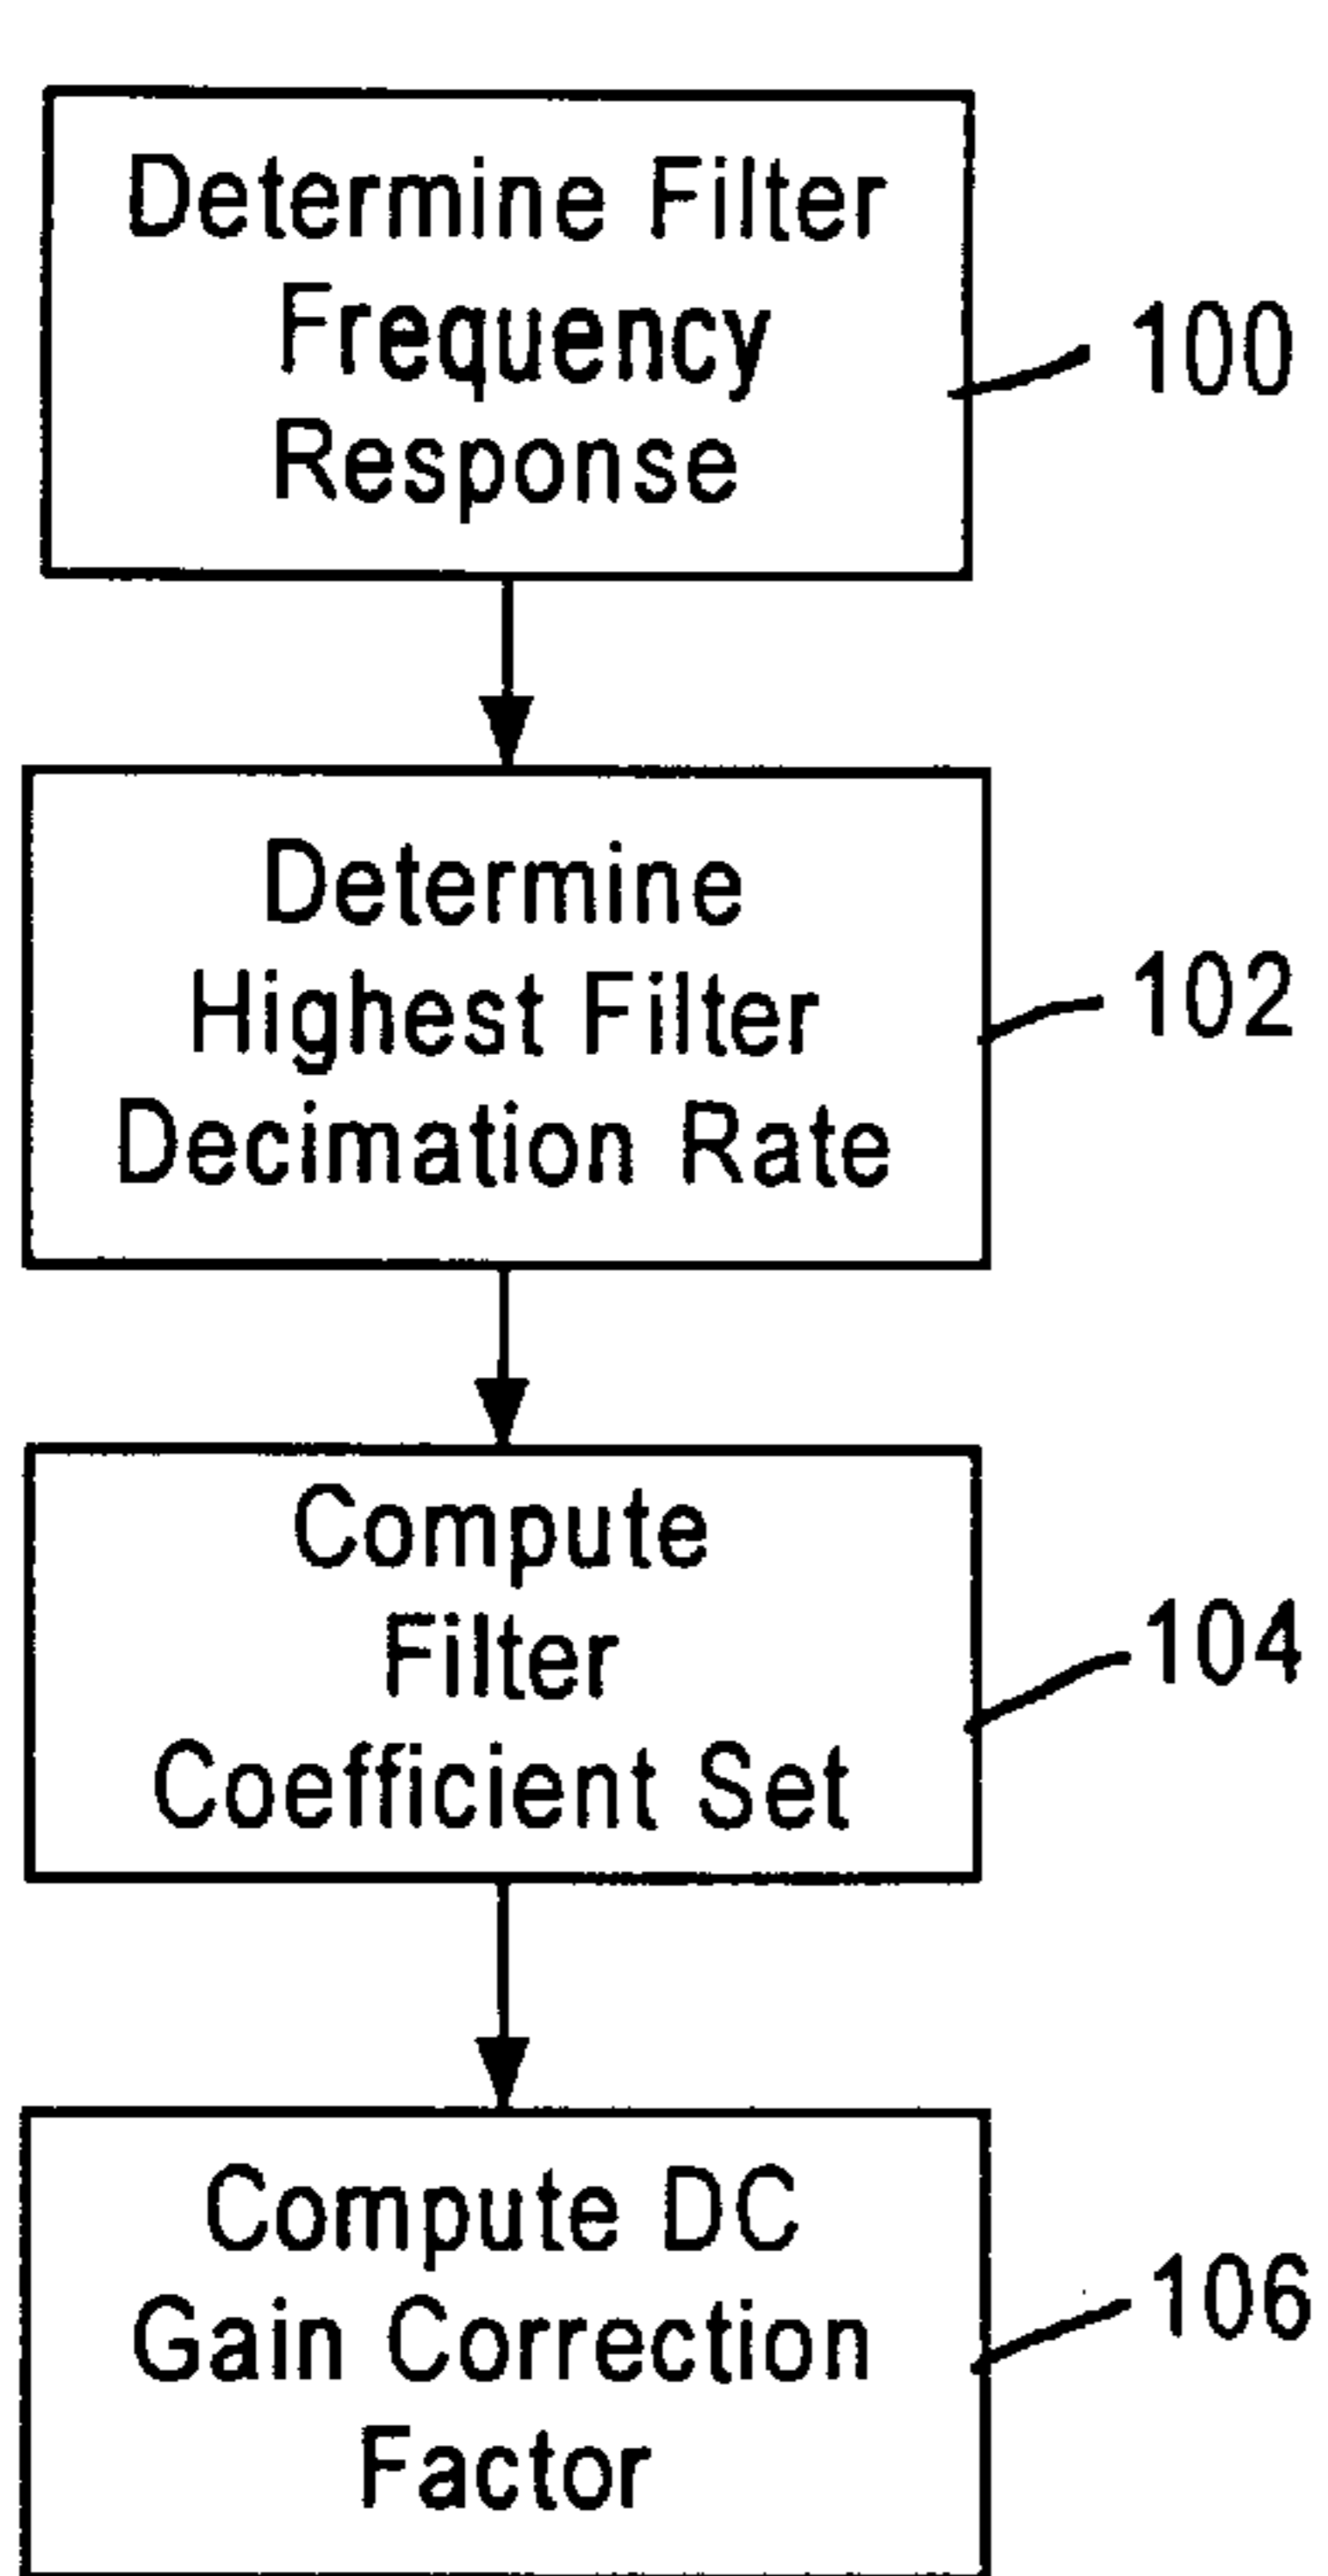 Determine Filter
Frequency
Response
100
Determine
Highest Filter
Decimation Rate
102
Compute
Filter
Coefficient Set
104
Compute DC
Gain Correction
Factor
106